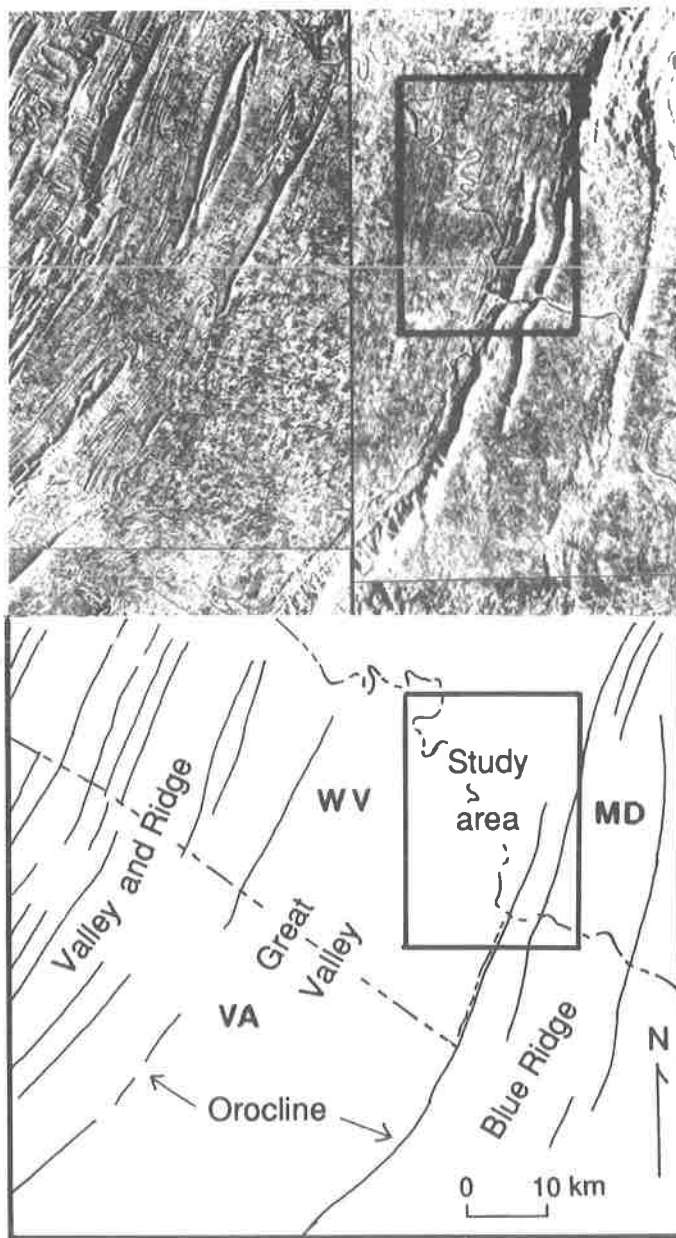 Study
area
WV
MD
Valley and Ridge
Great
Valley
VA
N
Orocline
Blue Ridge
0 10 km